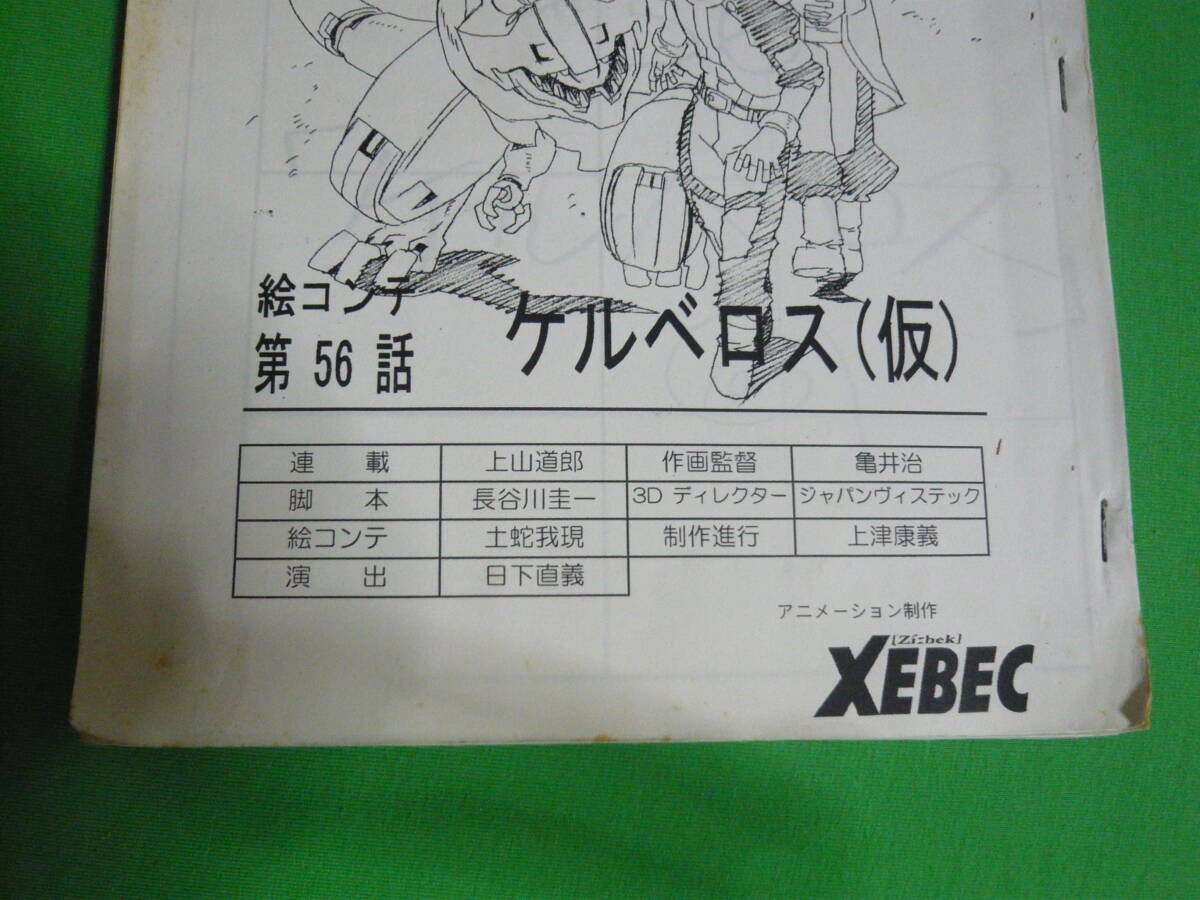 絵コンテ
第 56 話
ケルベロス(仮)
連 載 上山道郎 作画監督 亀井治
脚 本 長谷川圭一 3D ディレクター ジャパンヴィステック
絵コンテ 土蛇我現 制作進行 上津康義
演 出 日下直義
アニメーション制作
[Zi:bek]
XEBEC